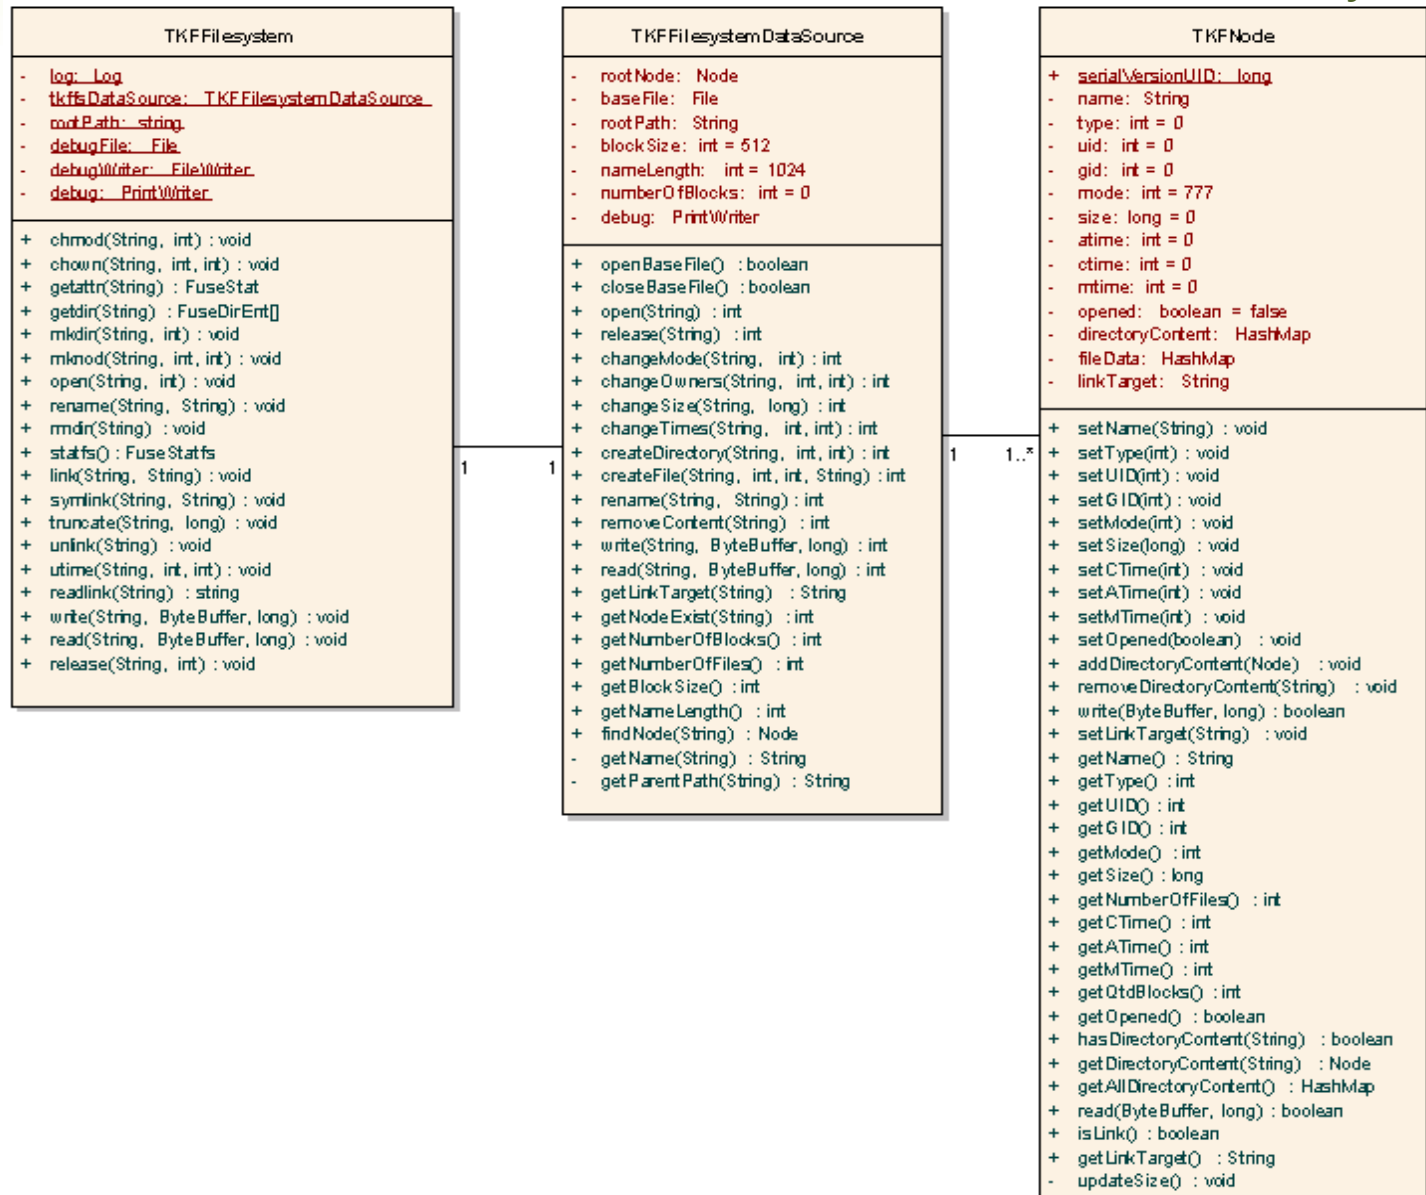 TKFFilesystem
- log: Log
- tkffsDataSource: TKFFilesystemDataSource
- rootPath: string
- debugFile: File
- debugWriter: FileWriter
- debug: PrintWriter
+ chmod(String, int) : void
+ chown(String, int, int) : void
+ getattr(String) : FuseStat
+ getdir(String) : FuseDirEnt[]
+ mkdir(String, int) : void
+ mknod(String, int, int) : void
+ open(String, int) : void
+ rename(String, String) : void
+ rmdir(String) : void
+ statfs() : FuseStatfs
+ link(String, String) : void
+ symlink(String, String) : void
+ truncate(String, long) : void
+ unlink(String) : void
+ utime(String, int, int) : void
+ readlink(String) : string
+ write(String, ByteBuffer, long) : void
+ read(String, ByteBuffer, long) : void
+ release(String, int) : void
1 1
TKFFilesystemDataSource
- rootNode: Node
- baseFile: File
- rootPath: String
- blockSize: int = 512
- nameLength: int = 1024
- numberOfBlocks: int = 0
- debug: PrintWriter
+ openBaseFile() : boolean
+ closeBaseFile() : boolean
+ open(String) : int
+ release(String) : int
+ changeMode(String, int) : int
+ changeOwners(String, int, int) : int
+ changeSize(String, long) : int
+ changeTimes(String, int, int) : int
+ createDirectory(String, int, int) : int
+ createFile(String, int, int, String) : int
+ rename(String, String) : int
+ removeContent(String) : int
+ write(String, ByteBuffer, long) : int
+ read(String, ByteBuffer, long) : int
+ getLinkTarget(String) : String
+ getNodeExist(String) : int
+ getNumberOfBlocks() : int
+ getNumberOfFiles() : int
+ getBlockSize() : int
+ getNameLength() : int
+ findNode(String) : Node
- getName(String) : String
- getParentPath(String) : String
1 1..*
TKFNode
+ serialVersionUID: long
- name: String
- type: int = 0
- uid: int = 0
- gid: int = 0
- mode: int = 777
- size: long = 0
- atime: int = 0
- ctime: int = 0
- mtime: int = 0
- opened: boolean = false
- directoryContent: HashMap
- fileData: HashMap
- linkTarget: String
+ setName(String) : void
+ setType(int) : void
+ setUID(int) : void
+ setGID(int) : void
+ setMode(int) : void
+ setSize(long) : void
+ setCTime(int) : void
+ setATime(int) : void
+ setMTime(int) : void
+ setOpened(boolean) : void
+ addDirectoryContent(Node) : void
+ removeDirectoryContent(String) : void
+ write(ByteBuffer, long) : boolean
+ setLinkTarget(String) : void
+ getName() : String
+ getType() : int
+ getUID() : int
+ getGID() : int
+ getMode() : int
+ getSize() : long
+ getNumberOfFiles() : int
+ getCTime() : int
+ getATime() : int
+ getMTime() : int
+ getQtdBlocks() : int
+ getOpened() : boolean
+ hasDirectoryContent(String) : boolean
+ getDirectoryContent(String) : Node
+ getAllDirectoryContent() : HashMap
+ read(ByteBuffer, long) : boolean
+ isLink() : boolean
+ getLinkTarget() : String
- updateSize() : void